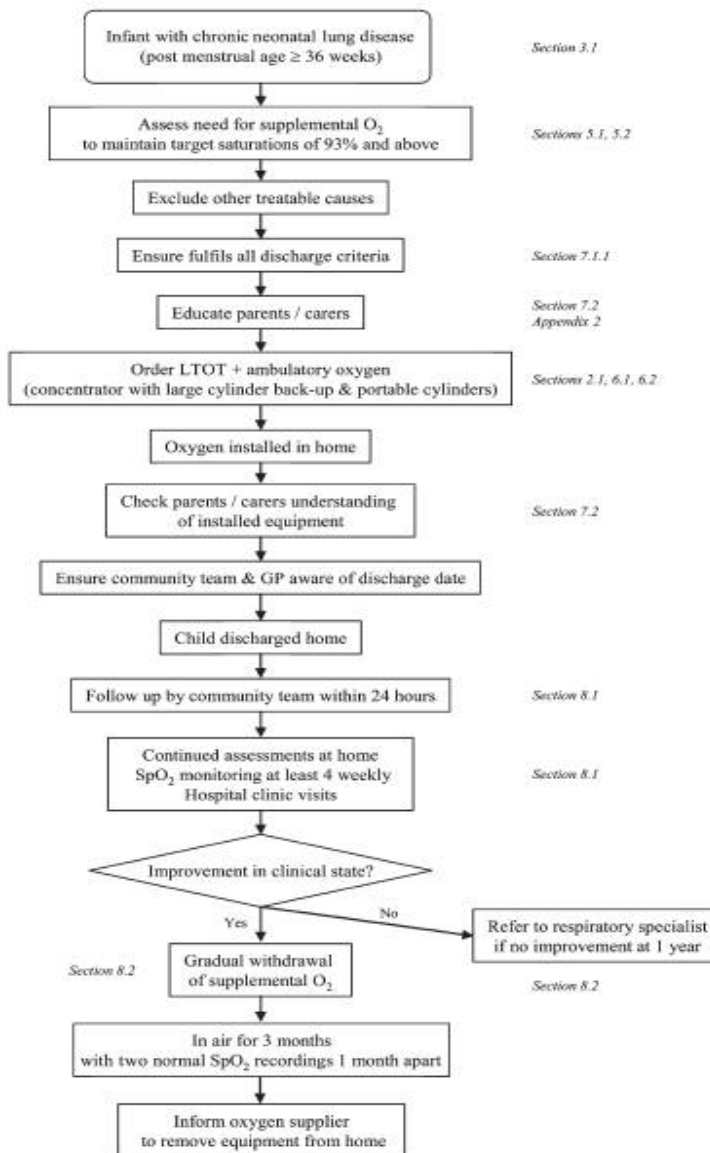 Infant with chronic neonatal lung disease
(post menstrual age ≥ 36 weeks)
Section 3.1
Assess need for supplemental O₂
to maintain target saturations of 93% and above
Sections 5.1, 5.2
Exclude other treatable causes
Ensure fulfils all discharge criteria
Section 7.1.1
Educate parents / carers
Section 7.2
Appendix 2
Order LTOT + ambulatory oxygen
(concentrator with large cylinder back-up & portable cylinders)
Sections 2.1, 6.1, 6.2
Oxygen installed in home
Check parents / carers understanding
of installed equipment
Section 7.2
Ensure community team & GP aware of discharge date
Child discharged home
Follow up by community team within 24 hours
Section 8.1
Continued assessments at home
SpO₂ monitoring at least 4 weekly
Hospital clinic visits
Section 8.1
Improvement in clinical state?
Yes
No
Refer to respiratory specialist
if no improvement at 1 year
Section 8.2
Section 8.2
Gradual withdrawal
of supplemental O₂
In air for 3 months
with two normal SpO₂ recordings 1 month apart
Inform oxygen supplier
to remove equipment from home